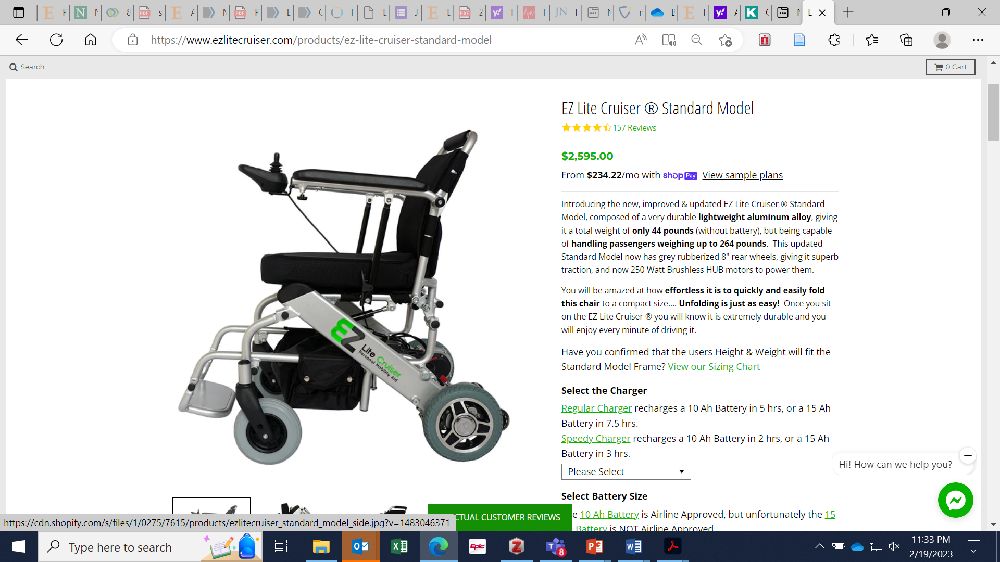 https://www.ezlitecruiser.com/products/ez-lite-cruiser-standard-model
Search
0 Cart
EZ Lite Cruiser ® Standard Model
157 Reviews
$2,595.00
From $234.22/mo with shop Pay View sample plans
Introducing the new, improved & updated EZ Lite Cruiser ® Standard
Model, composed of a very durable lightweight aluminum alloy, giving
it a total weight of only 44 pounds (without battery), but being capable
of handling passengers weighing up to 264 pounds.  This updated
Standard Model now has grey rubberized 8" rear wheels, giving it superb
traction, and now 250 Watt Brushless HUB motors to power them.
You will be amazed at how effortless it is to quickly and easily fold
this chair to a compact size.... Unfolding is just as easy!  Once you sit
on the EZ Lite Cruiser ® you will know it is extremely durable and you
will enjoy every minute of driving it.
Have you confirmed that the users Height & Weight will fit the
Standard Model Frame? View our Sizing Chart
Select the Charger
Regular Charger recharges a 10 Ah Battery in 5 hrs, or a 15 Ah
Battery in 7.5 hrs.
Speedy Charger recharges a 10 Ah Battery in 2 hrs, or a 15 Ah
Battery in 3 hrs.
Please Select
Select Battery Size
10 Ah Battery is Airline Approved, but unfortunately the 15
Battery is NOT Airline Approved
EZ
Lite Cruiser
Personal Mobility Aid
Hi! How can we help you?
CTUAL CUSTOMER REVIEWS
https://cdn.shopify.com/s/files/1/0275/7615/products/ezlitecruiser_standard_model_side.jpg?v=1483046371
Type here to search
Epic
8
11:33 PM
2/19/2023